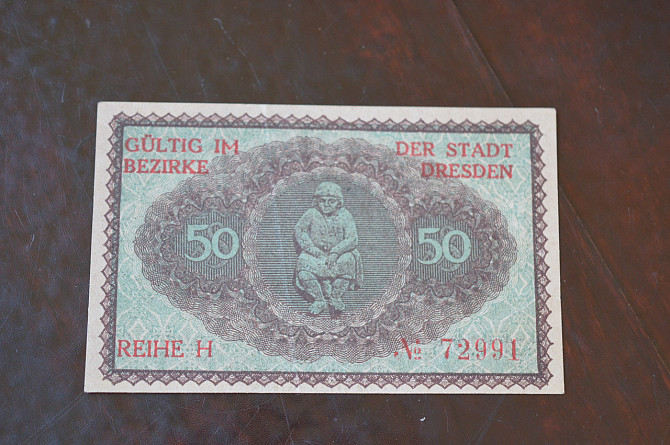 GÜLTIG IM DER STADT
BEZIRKE DRESDEN
50 50
REIHE H № 72991